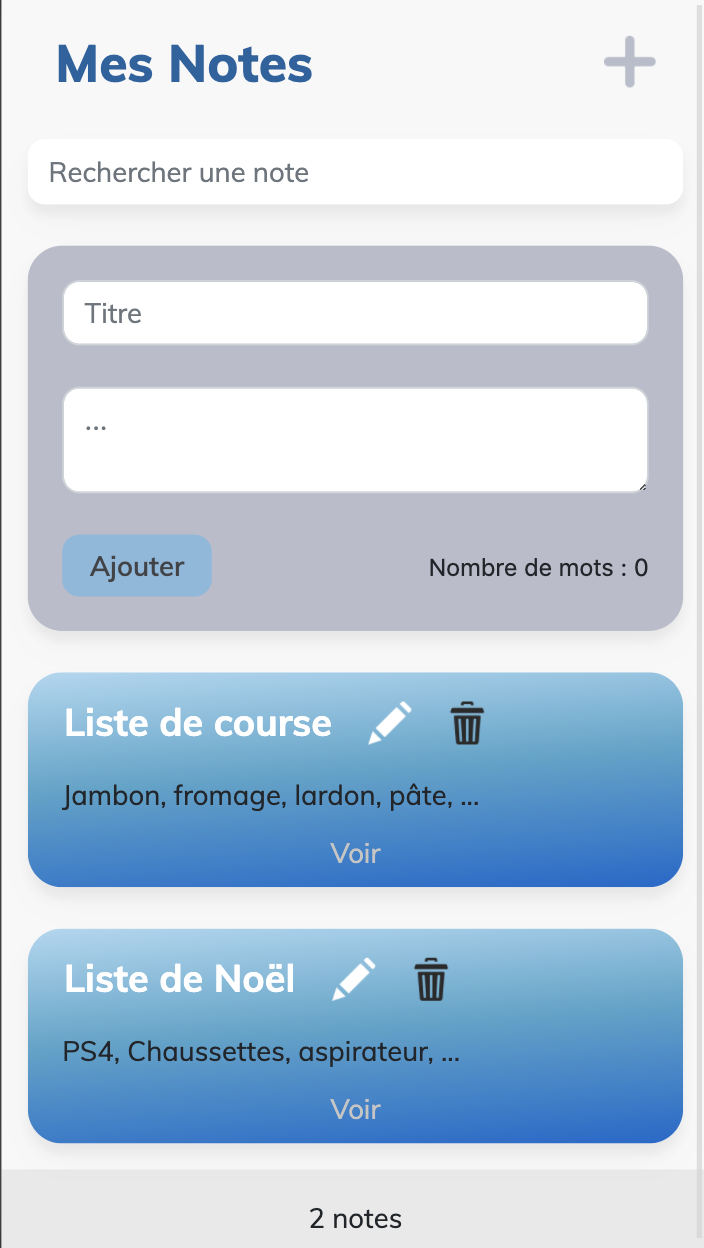 Mes Notes
Rechercher une note
Titre
...
Ajouter
Nombre de mots : 0
Liste de course
Jambon, fromage, lardon, pâte, ...
Voir
Liste de Noël
PS4, Chaussettes, aspirateur, ...
Voir
2 notes